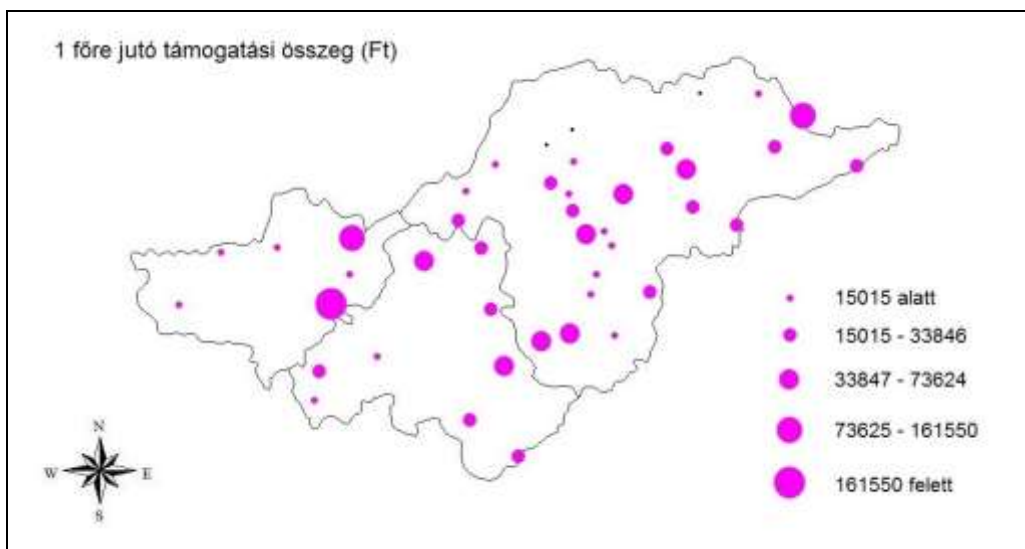 1 főre jutó támogatási összeg (Ft)
15015 alatt
15015 - 33846
33847 - 73624
73625 - 161550
161550 felett
N
W E
S